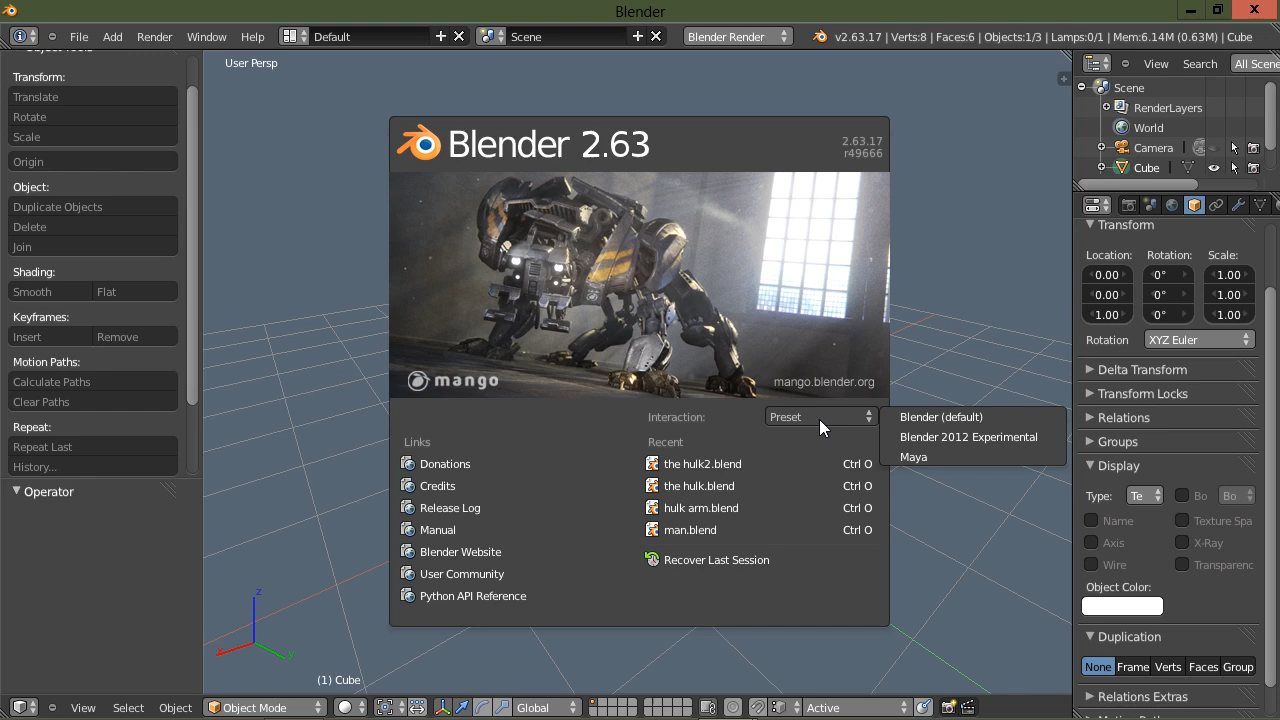 Blender
File Add Render Window Help Default Scene Blender Render v2.63.17 | Verts:8 | Faces:6 | Objects:1/3 | Lamps:0/1 | Mem:6.14M (0.63M) | Cube
Object Tools
Transform:
Translate
Rotate
Scale
Origin
Object:
Duplicate Objects
Delete
Join
Shading:
Smooth Flat
Keyframes:
Insert Remove
Motion Paths:
Calculate Paths
Clear Paths
Repeat:
Repeat Last
History...
Operator
User Persp
Blender 2.63
2.63.17
r49666
mango
mango.blender.org
Interaction: Preset
Blender (default)
Blender 2012 Experimental
Maya
Links
Donations
Credits
Release Log
Manual
Blender Website
User Community
Python API Reference
Recent
the hulk2.blend Ctrl O
the hulk.blend Ctrl O
hulk arm.blend Ctrl O
man.blend Ctrl O
Recover Last Session
z
x
y
(1) Cube
View Select Object Object Mode Global Active
View Search All Scene
Scene
RenderLayers
World
Camera
Cube
Transform
Location: Rotation: Scale:
0.00 0° 1.00
0.00 0° 1.00
1.00 0° 1.00
Rotation XYZ Euler
Delta Transform
Transform Locks
Relations
Groups
Display
Type: Te Bo Bo
Name Texture Spa
Axis X-Ray
Wire Transparenc
Object Color:
Duplication
None Frame Verts Faces Group
Relations Extras